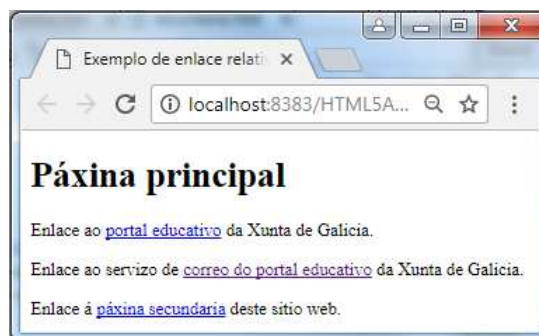 Exemplo de enlace relati
localhost:8383/HTML5A...
Páxina principal
Enlace ao portal educativo da Xunta de Galicia.
Enlace ao servizo de correo do portal educativo da Xunta de Galicia.
Enlace á páxina secundaria deste sitio web.